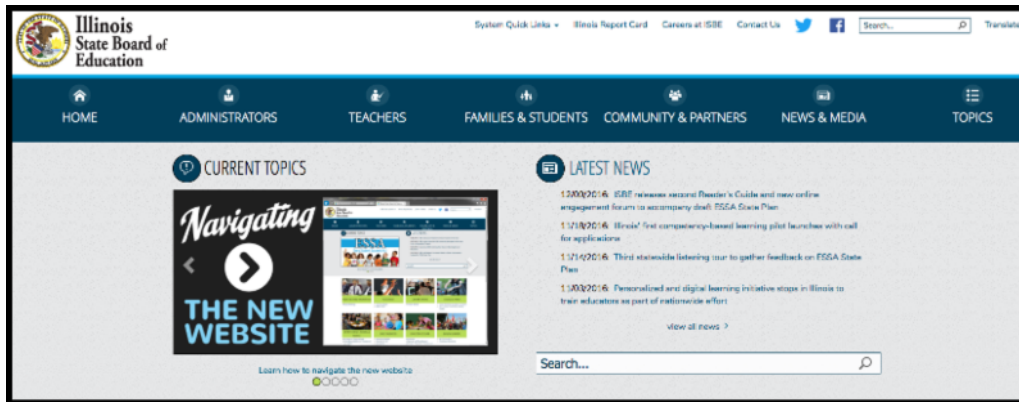 Illinois
State Board of
Education
System Quick Links
Illinois Report Card
Careers at ISBE
Contact Us
Search...
Translate
HOME
ADMINISTRATORS
TEACHERS
FAMILIES & STUDENTS
COMMUNITY & PARTNERS
NEWS & MEDIA
TOPICS
CURRENT TOPICS
Navigating
THE NEW
WEBSITE
ESSA
Learn how to navigate the new website
LATEST NEWS
12/09/2016 ISBE releases second Reader's Guide and new online
engagement forum to accompany draft ESSA State
Plan
11/18/2016 Illinois' first competency-based learning pilot launches with call
for applications
11/14/2016 Third statewide listening tour to gather feedback on ESSA State
Plan
11/03/2016 Personalized and digital learning initiative stops in Illinois to
train educators as part of nationwide effort
view all news >
Search...